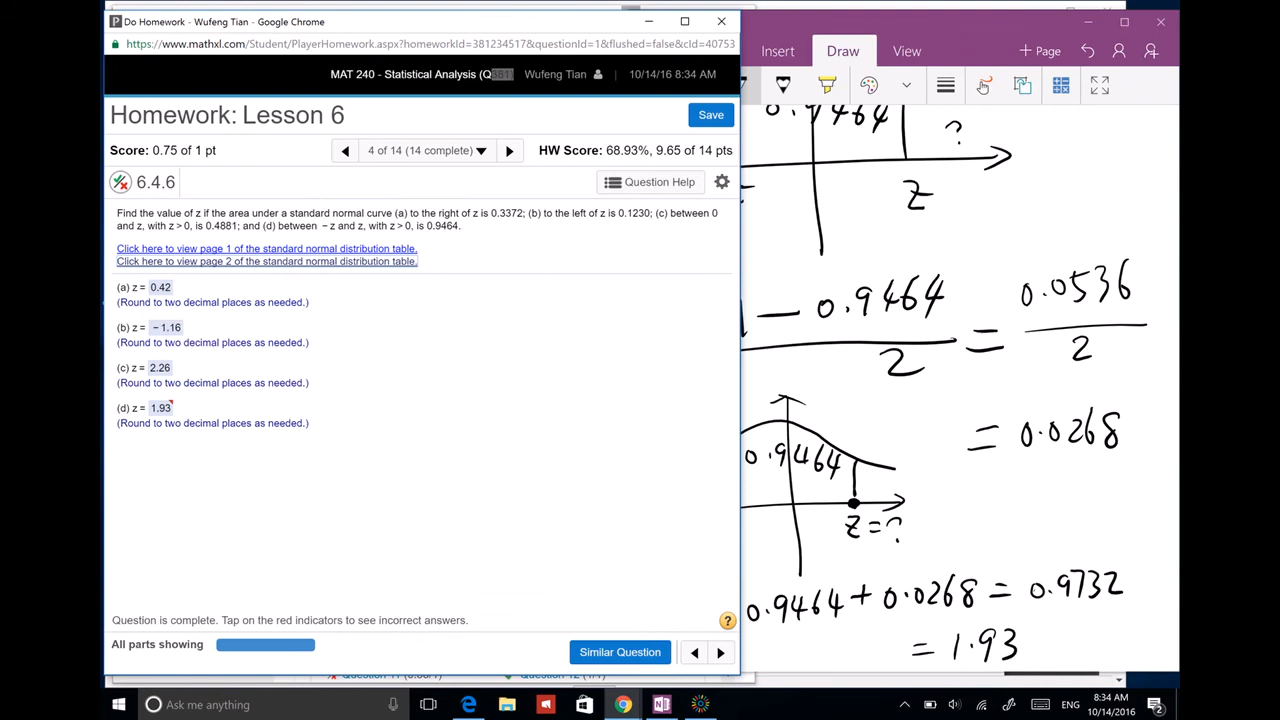 Do Homework - Wufeng Tian - Google Chrome
https://www.mathxl.com/Student/PlayerHomework.aspx?homeworkId=381234517&questionId=1&flushed=false&cId=40753
MAT 240 - Statistical Analysis (Q381) Wufeng Tian 10/14/16 8:34 AM
Homework: Lesson 6
Save
Score: 0.75 of 1 pt
4 of 14 (14 complete)
HW Score: 68.93%, 9.65 of 14 pts
6.4.6
Question Help
Find the value of z if the area under a standard normal curve (a) to the right of z is 0.3372; (b) to the left of z is 0.1230; (c) between 0
and z, with z > 0, is 0.4881; and (d) between − z and z, with z > 0, is 0.9464.
Click here to view page 1 of the standard normal distribution table.
Click here to view page 2 of the standard normal distribution table.
(a) z = 0.42
(Round to two decimal places as needed.)
(b) z = − 1.16
(Round to two decimal places as needed.)
(c) z = 2.26
(Round to two decimal places as needed.)
(d) z = 1.93
(Round to two decimal places as needed.)
Question is complete. Tap on the red indicators to see incorrect answers.
?
All parts showing
Similar Question
Insert Draw View
+ Page
0.9464
?
z
1 − 0.9464
2
= 0.0536
2
= 0.0268
0.9464
z = ?
0.9464 + 0.0268 = 0.9732
= 1.93
Ask me anything
ENG
8:34 AM
10/14/2016
2